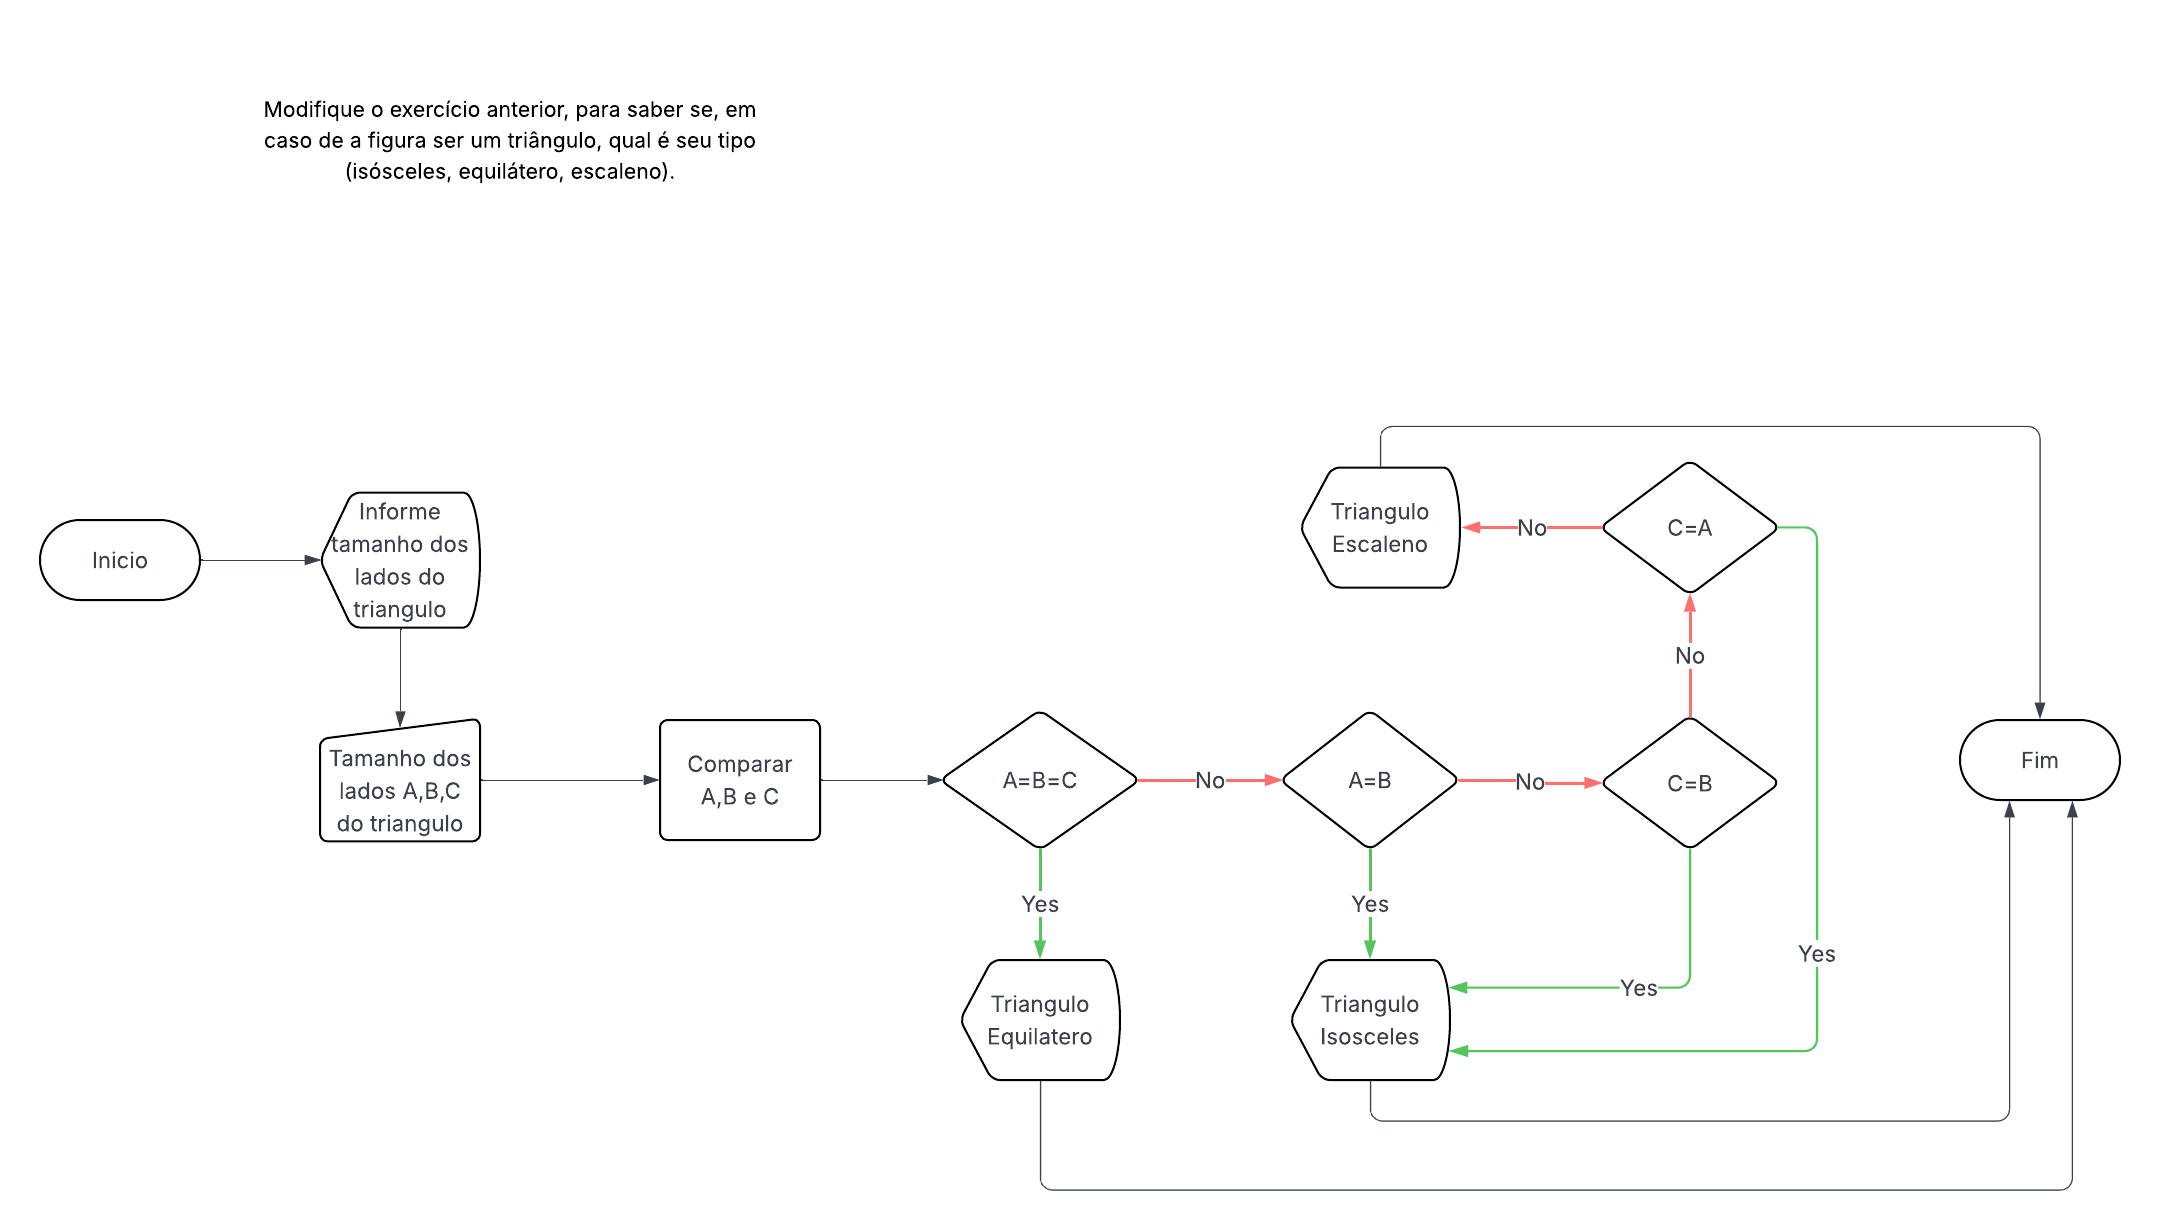 Modifique o exercício anterior, para saber se, em
caso de a figura ser um triângulo, qual é seu tipo
(isósceles, equilátero, escaleno).
Inicio
Informe
tamanho dos
lados do
triangulo
Tamanho dos
lados A,B,C
do triangulo
Comparar
A,B e C
A=B=C
No
Yes
Triangulo
Equilatero
A=B
No
Yes
Triangulo
Isosceles
C=B
No
Yes
C=A
No
Yes
Triangulo
Escaleno
Fim